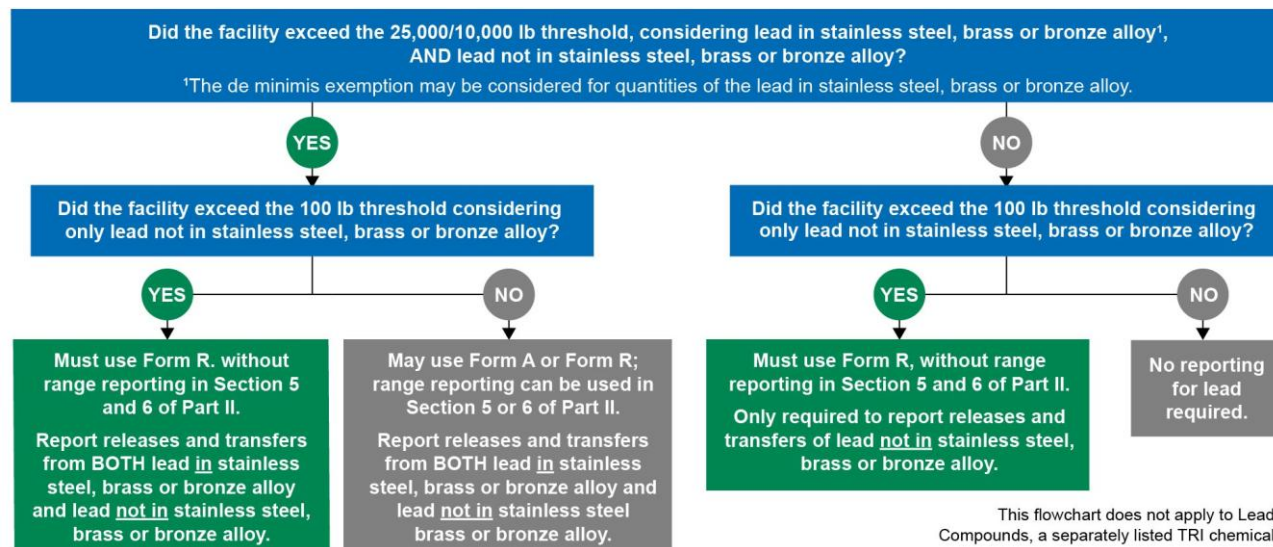 Did the facility exceed the 25,000/10,000 lb threshold, considering lead in stainless steel, brass or bronze alloy¹,
AND lead not in stainless steel, brass or bronze alloy?
¹The de minimis exemption may be considered for quantities of the lead in stainless steel, brass or bronze alloy.
YES
NO
Did the facility exceed the 100 lb threshold considering
only lead not in stainless steel, brass or bronze alloy?
Did the facility exceed the 100 lb threshold considering
only lead not in stainless steel, brass or bronze alloy?
YES
NO
YES
NO
Must use Form R. without
range reporting in Section 5
and 6 of Part II.
Report releases and transfers
from BOTH lead in stainless
steel, brass or bronze alloy
and lead not in stainless steel,
brass or bronze alloy.
May use Form A or Form R;
range reporting can be used in
Section 5 or 6 of Part II.
Report releases and transfers
from BOTH lead in stainless
steel, brass or bronze alloy and
lead not in stainless steel
brass or bronze alloy.
Must use Form R, without range
reporting in Section 5 and 6 of Part II.
Only required to report releases and
transfers of lead not in stainless steel,
brass or bronze alloy.
No reporting
for lead
required.
This flowchart does not apply to Lead
Compounds, a separately listed TRI chemical